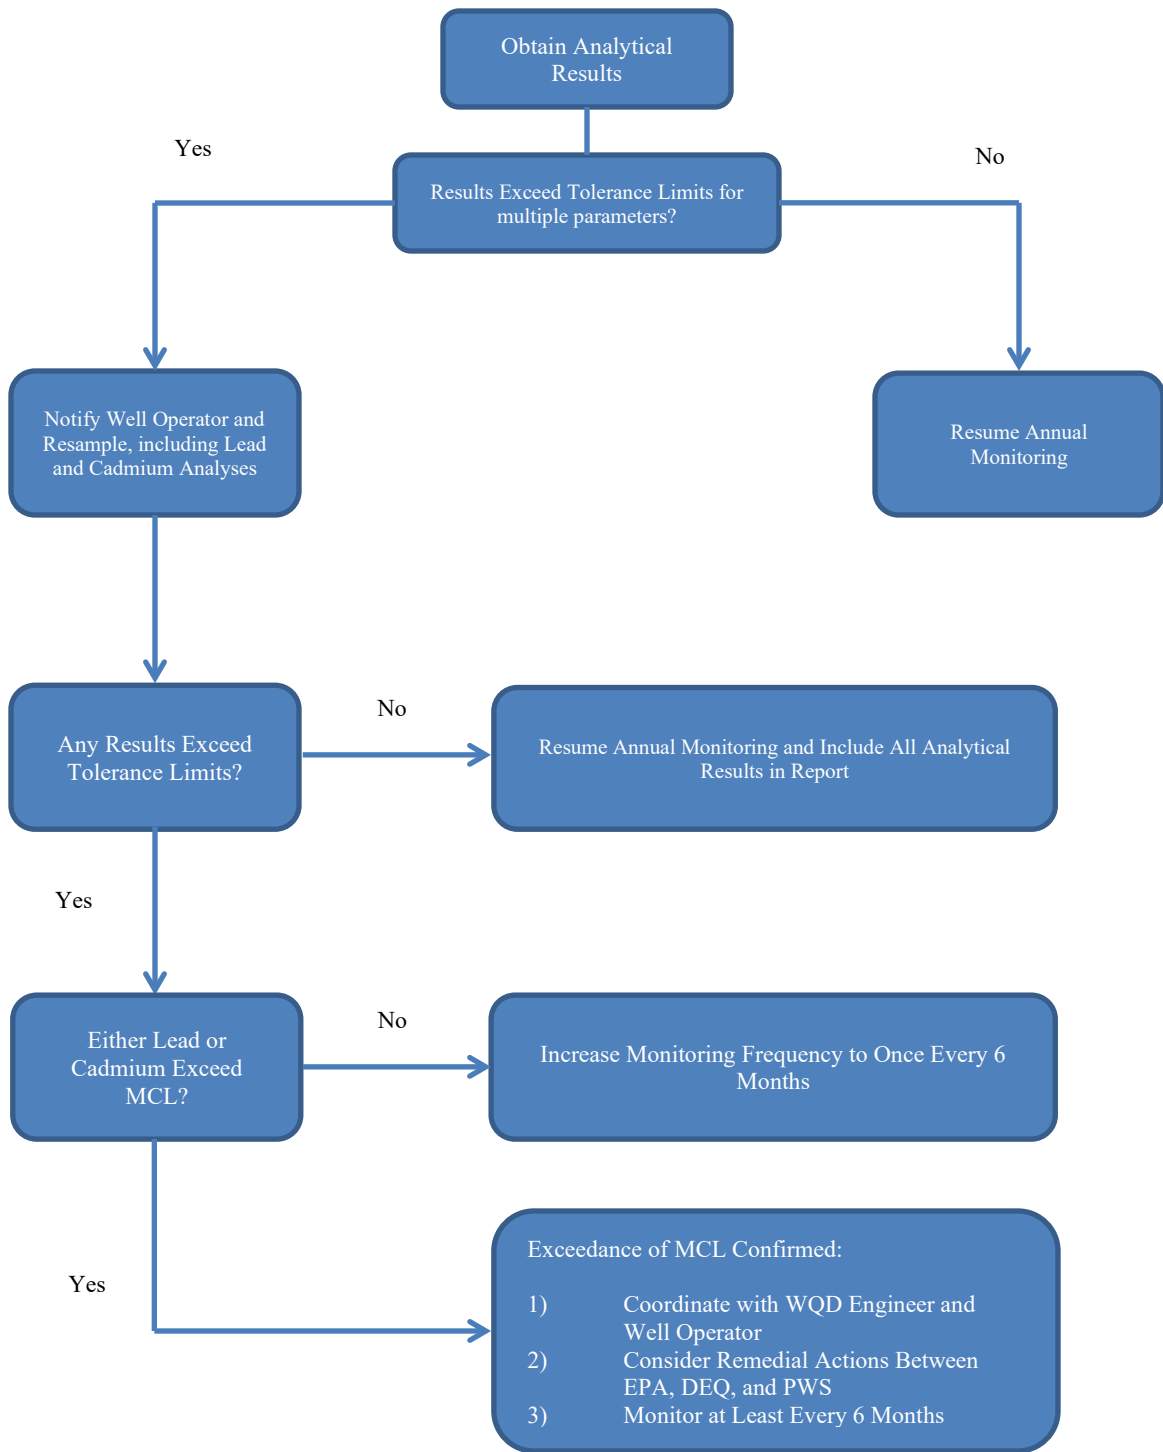 Obtain Analytical
Results
Yes
No
Results Exceed Tolerance Limits for
multiple parameters?
Notify Well Operator and
Resample, including Lead
and Cadmium Analyses
Resume Annual
Monitoring
Any Results Exceed
Tolerance Limits?
No
Resume Annual Monitoring and Include All Analytical
Results in Report
Yes
Either Lead or
Cadmium Exceed
MCL?
No
Increase Monitoring Frequency to Once Every 6
Months
Yes
Exceedance of MCL Confirmed:
1) Coordinate with WQD Engineer and
Well Operator
2) Consider Remedial Actions Between
EPA, DEQ, and PWS
3) Monitor at Least Every 6 Months